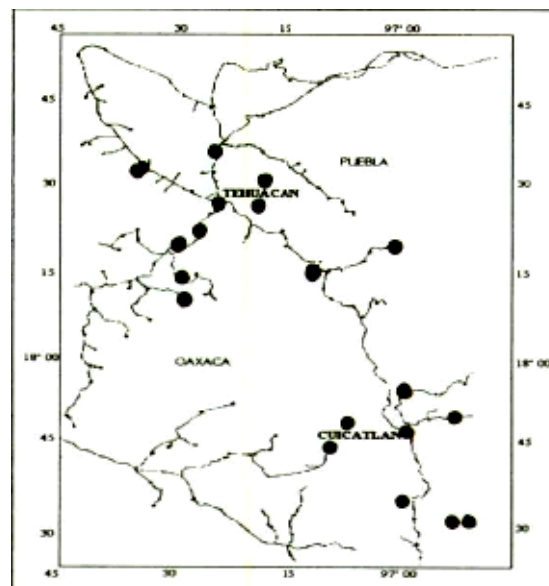 45 30 15 97° 00
45 45
PUEBLA
30 30
TEHUACAN
15 15
OAXACA
18° 00 18° 00
45 CUICATLAN 45
30 30
45 30 15 97° 00